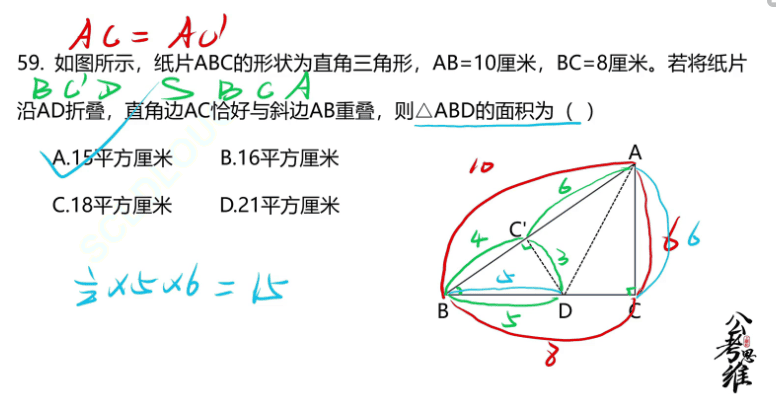 AC = AC'
59. 如图所示，纸片ABC的形状为直角三角形，AB=10厘米，BC=8厘米。若将纸片
BC'D S BCA
沿AD折叠，直角边AC恰好与斜边AB重叠，则△ABD的面积为（ ）
A.15平方厘米 B.16平方厘米
C.18平方厘米 D.21平方厘米
1/2 ×5×6 = 15
A
10
6
C'
4
3
6 6
5
B D C
5
8
公考思维